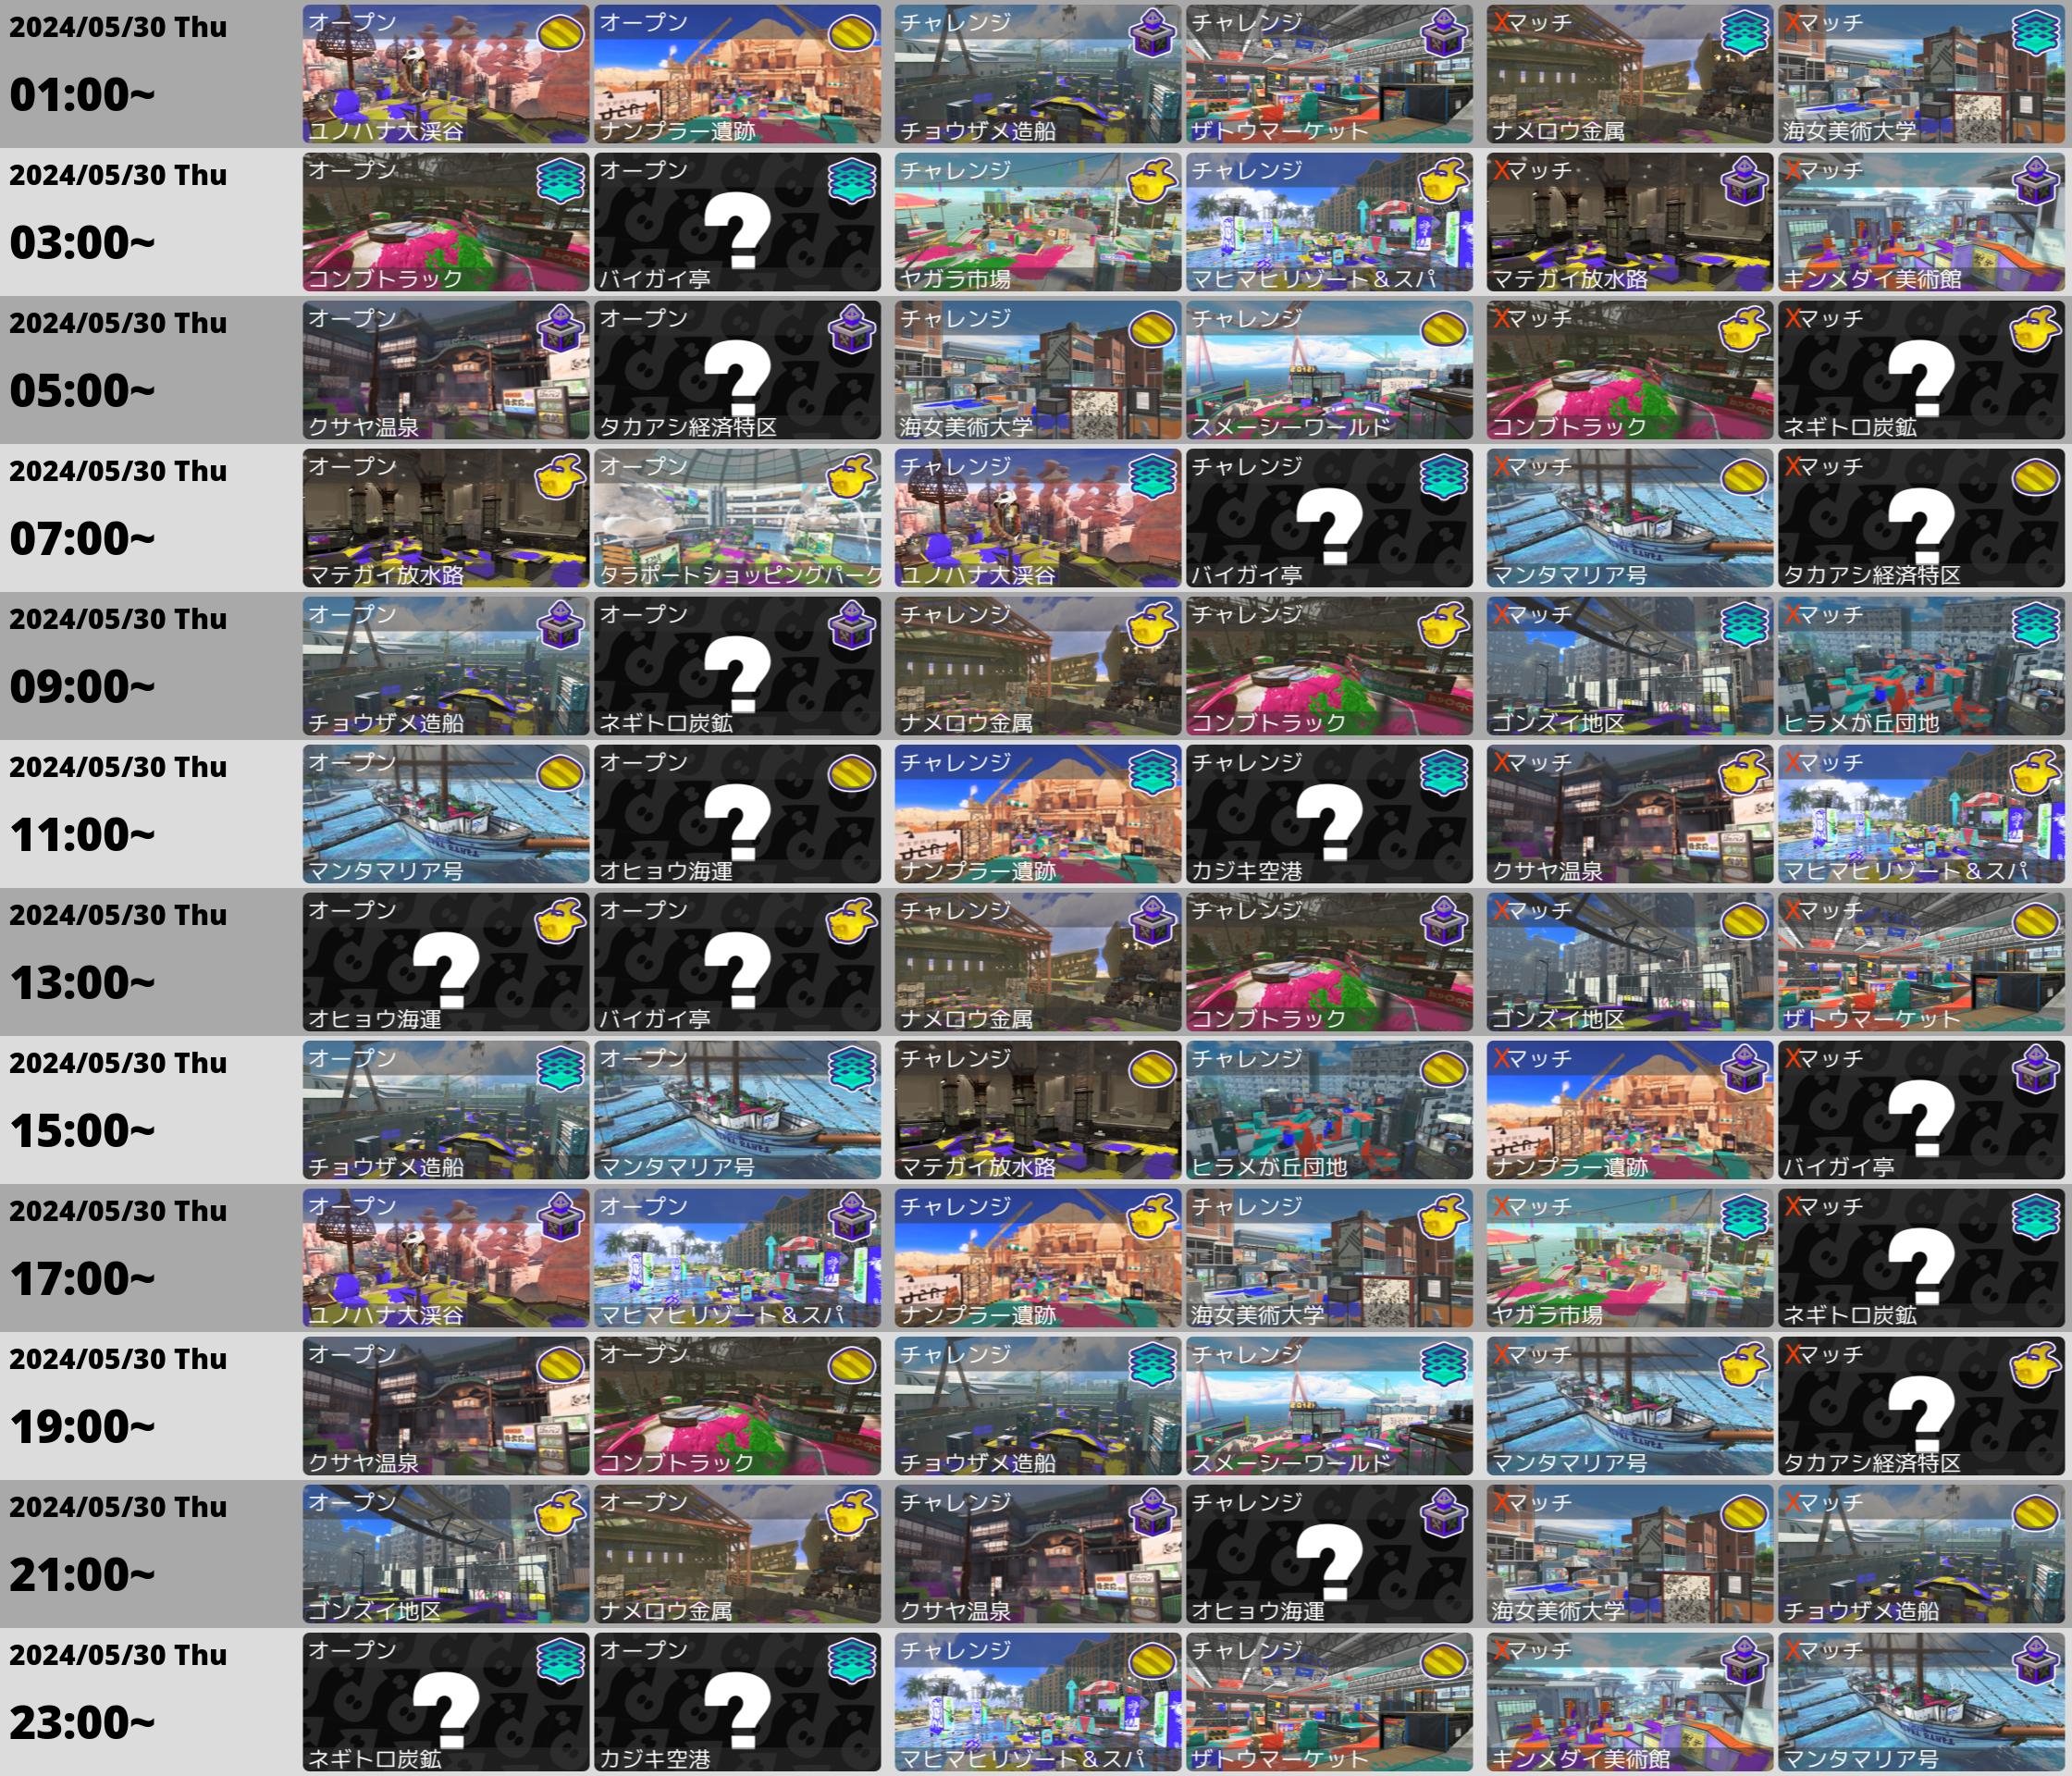 2024/05/30 Thu
01:00~
オープン オープン チャレンジ チャレンジ Xマッチ Xマッチ
ユノハナ大渓谷 ナンプラー遺跡 チョウザメ造船 ザトウマーケット ナメロウ金属 海女美術大学
2024/05/30 Thu
03:00~
オープン オープン チャレンジ チャレンジ Xマッチ Xマッチ
コンブトラック バイガイ亭 ヤガラ市場 マヒマヒリゾート&スパ マテガイ放水路 キンメダイ美術館
2024/05/30 Thu
05:00~
オープン オープン チャレンジ チャレンジ Xマッチ Xマッチ
クサヤ温泉 タカアシ経済特区 海女美術大学 スメーシーワールド コンブトラック ネギトロ炭鉱
2024/05/30 Thu
07:00~
オープン オープン チャレンジ チャレンジ Xマッチ Xマッチ
マテガイ放水路 タラポートショッピングパーク ユノハナ大渓谷 バイガイ亭 マンタマリア号 タカアシ経済特区
2024/05/30 Thu
09:00~
オープン オープン チャレンジ チャレンジ Xマッチ Xマッチ
チョウザメ造船 ネギトロ炭鉱 ナメロウ金属 コンブトラック ゴンズイ地区 ヒラメが丘団地
2024/05/30 Thu
11:00~
オープン オープン チャレンジ チャレンジ Xマッチ Xマッチ
マンタマリア号 オヒョウ海運 ナンプラー遺跡 カジキ空港 クサヤ温泉 マヒマヒリゾート&スパ
2024/05/30 Thu
13:00~
オープン オープン チャレンジ チャレンジ Xマッチ Xマッチ
オヒョウ海運 バイガイ亭 ナメロウ金属 コンブトラック ゴンズイ地区 ザトウマーケット
2024/05/30 Thu
15:00~
オープン オープン チャレンジ チャレンジ Xマッチ Xマッチ
チョウザメ造船 マンタマリア号 マテガイ放水路 ヒラメが丘団地 ナンプラー遺跡 バイガイ亭
2024/05/30 Thu
17:00~
オープン オープン チャレンジ チャレンジ Xマッチ Xマッチ
ユノハナ大渓谷 マヒマヒリゾート&スパ ナンプラー遺跡 海女美術大学 ヤガラ市場 ネギトロ炭鉱
2024/05/30 Thu
19:00~
オープン オープン チャレンジ チャレンジ Xマッチ Xマッチ
クサヤ温泉 コンブトラック チョウザメ造船 スメーシーワールド マンタマリア号 タカアシ経済特区
2024/05/30 Thu
21:00~
オープン オープン チャレンジ チャレンジ Xマッチ Xマッチ
ゴンズイ地区 ナメロウ金属 クサヤ温泉 オヒョウ海運 海女美術大学 チョウザメ造船
2024/05/30 Thu
23:00~
オープン オープン チャレンジ チャレンジ Xマッチ Xマッチ
ネギトロ炭鉱 カジキ空港 マヒマヒリゾート&スパ ザトウマーケット キンメダイ美術館 マンタマリア号